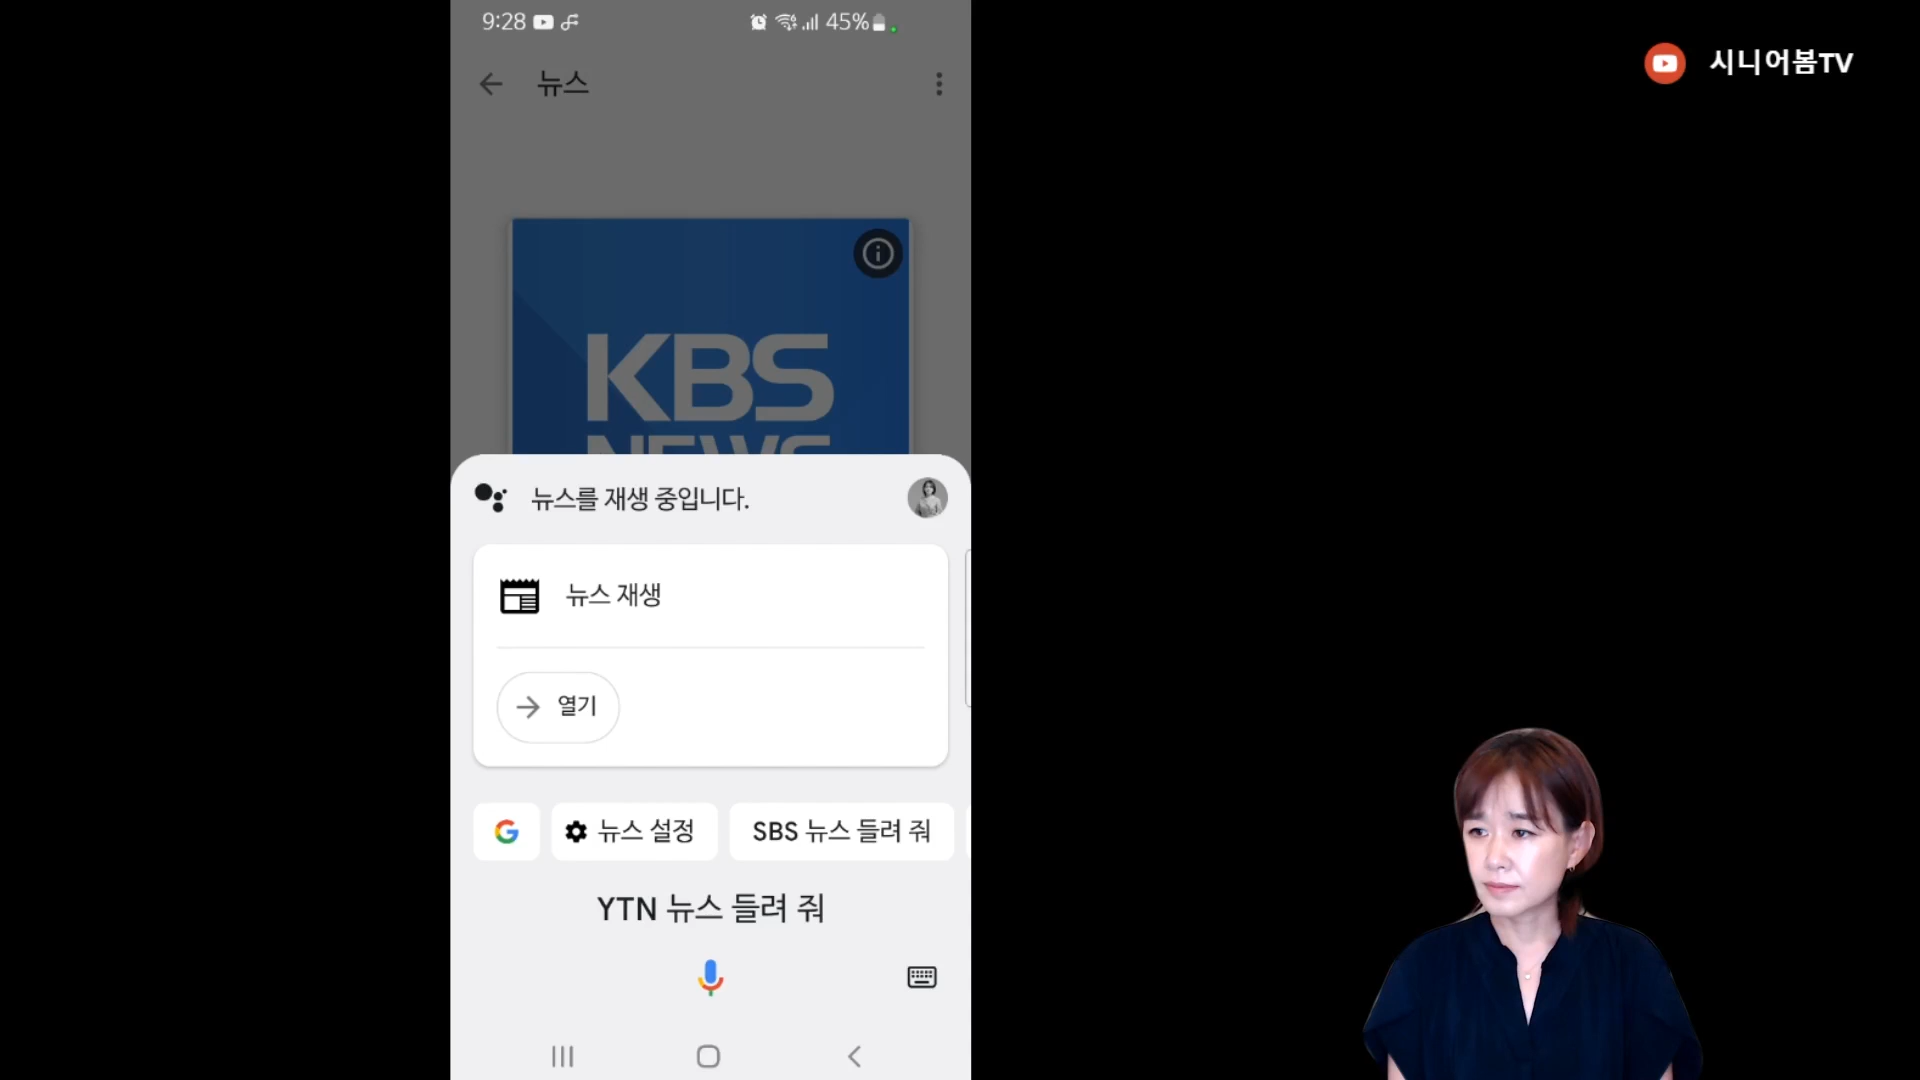 9:28
45%
시니어봄TV
뉴스
KBS
NEWS
뉴스를 재생 중입니다.
뉴스 재생
열기
뉴스 설정
SBS 뉴스 들려 줘
YTN 뉴스 들려 줘